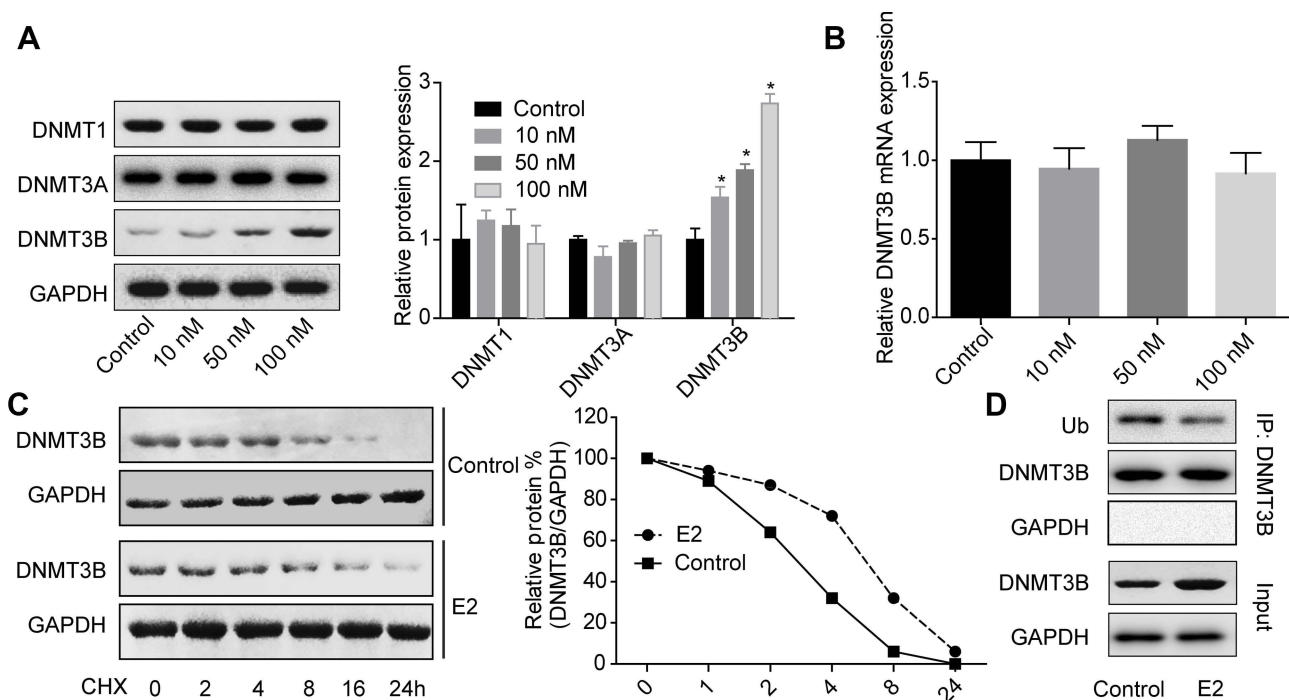 A
DNMT1
DNMT3A
DNMT3B
GAPDH
Control
10 nM
50 nM
100 nM
Relative protein expression
3
2
1
0
Control
10 nM
50 nM
100 nM
*
*
*
DNMT1
DNMT3A
DNMT3B
B
Relative DNMT3B mRNA expression
1.5
1.0
0.5
0.0
Control
10 nM
50 nM
100 nM
C
DNMT3B
GAPDH
Control
DNMT3B
GAPDH
E2
CHX 0 2 4 8 16 24h
Relative protein %
(DNMT3B/GAPDH)
120
100
80
60
40
20
0
E2
Control
0
1
2
4
8
24
D
Ub
DNMT3B
GAPDH
IP: DNMT3B
DNMT3B
GAPDH
Input
Control E2